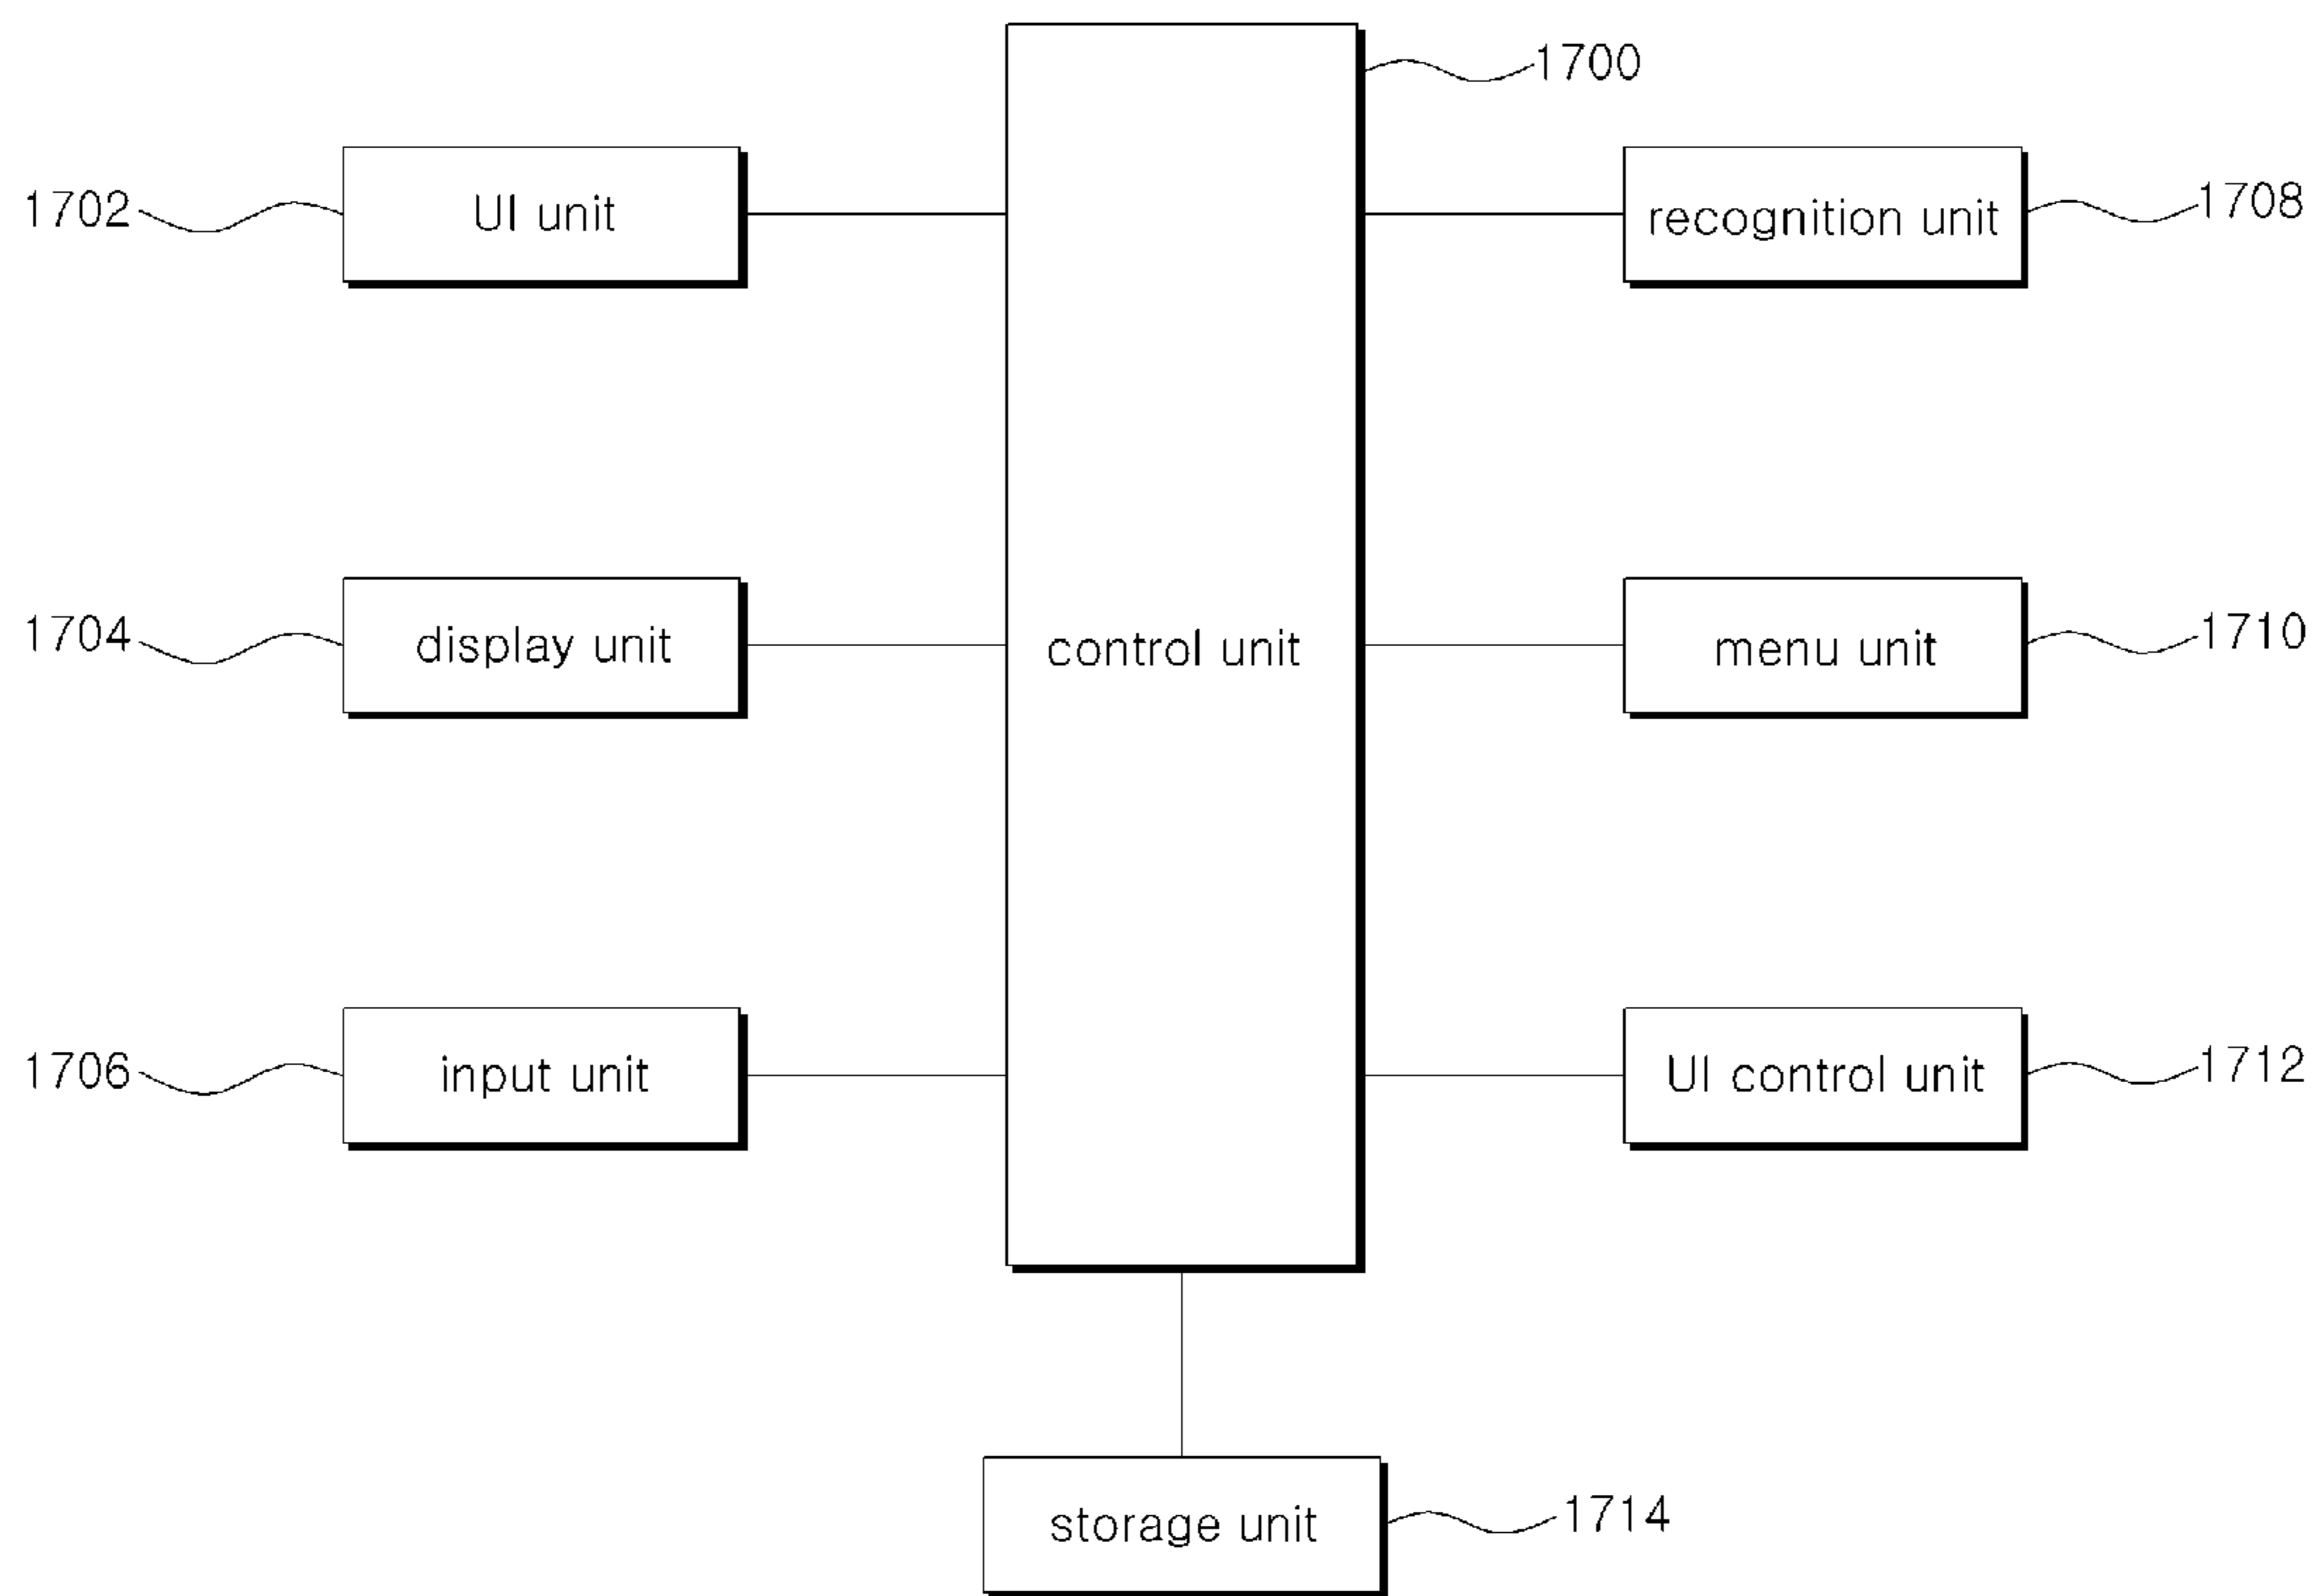 1700
1702
UI unit
recognition unit
1708
1704
display unit
control unit
menu unit
1710
1706
input unit
UI control unit
1712
storage unit
1714